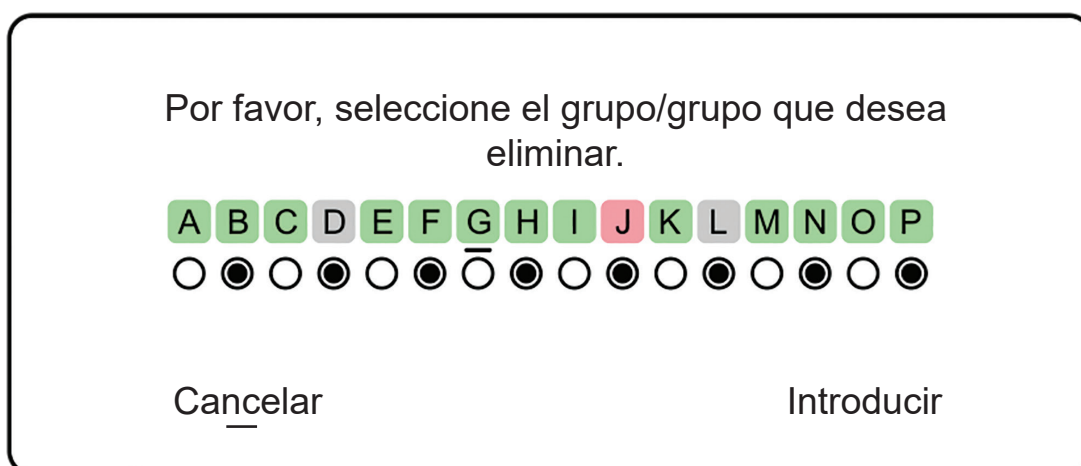 Por favor, seleccione el grupo/grupo que desea
eliminar.
A B C D E F G H I J K L M N O P
Cancelar Introducir